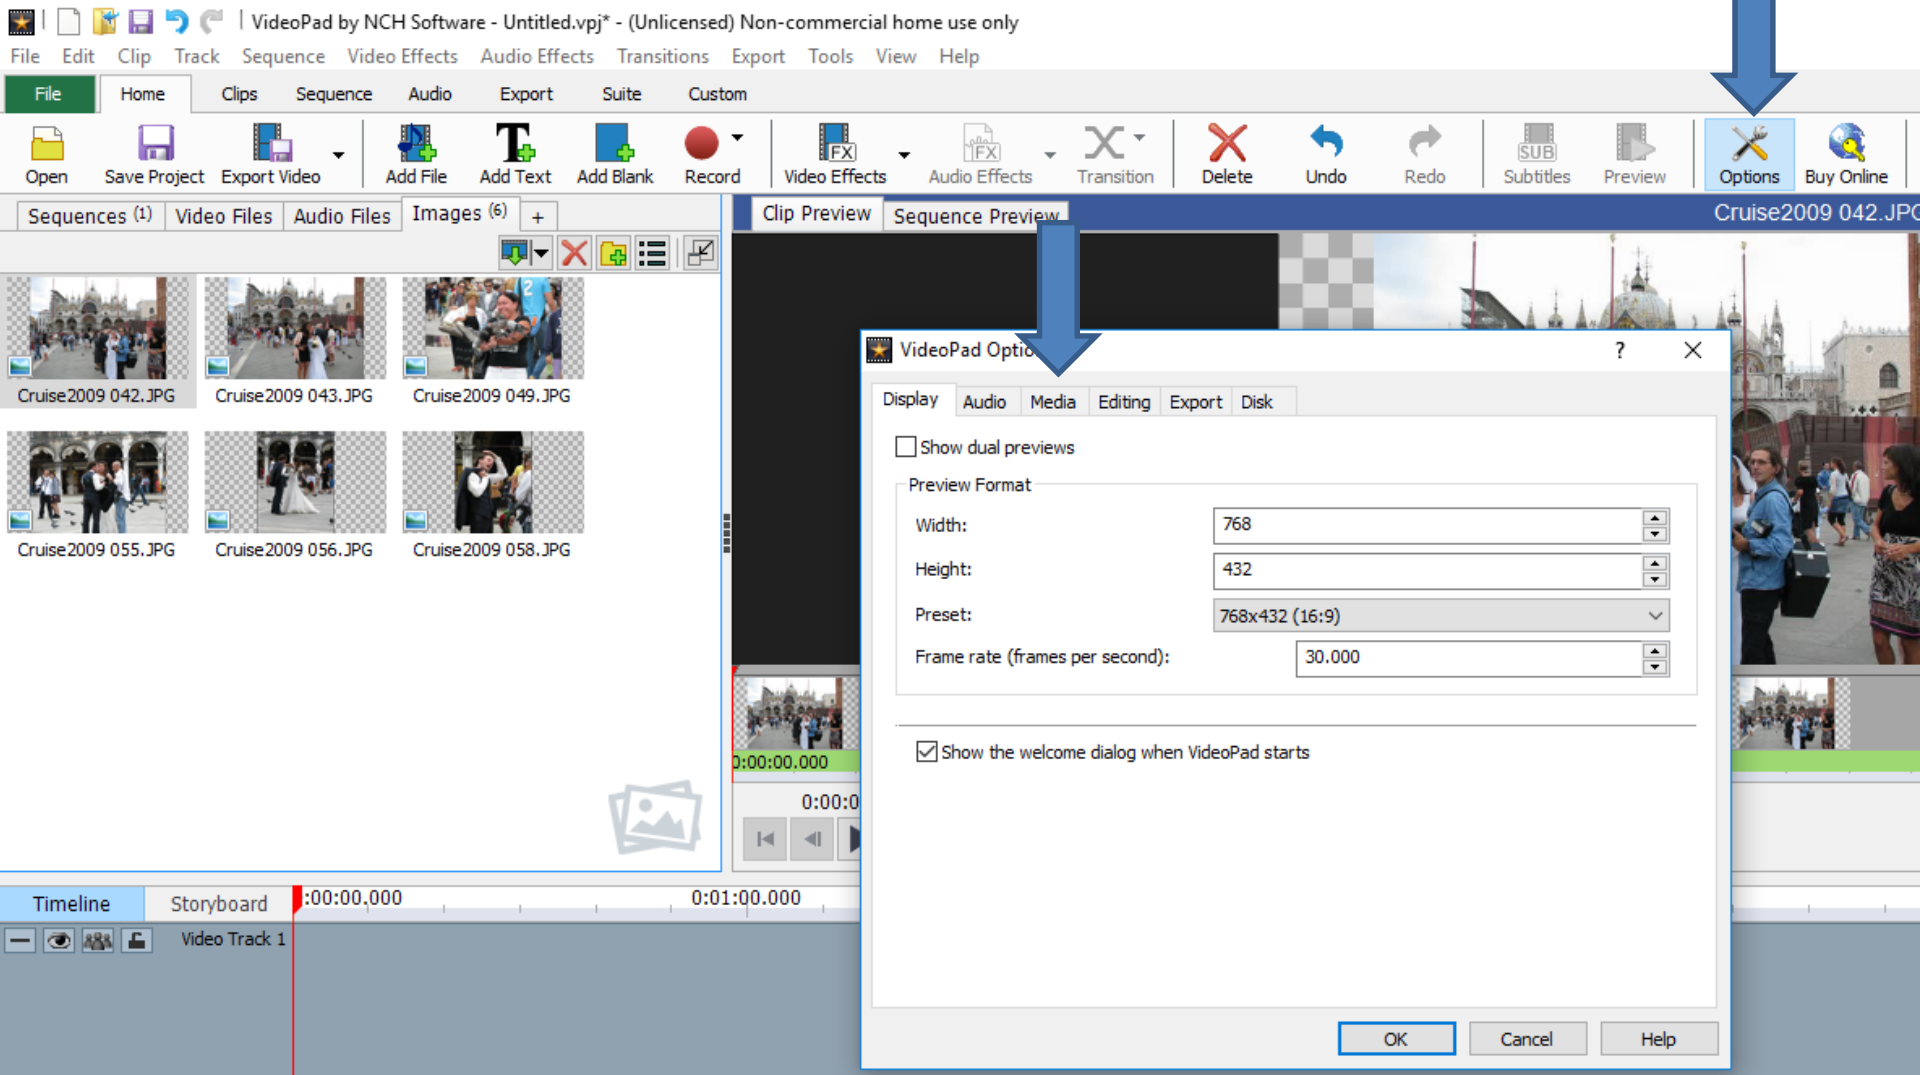 VideoPad by NCH Software - Untitled.vpj* - (Unlicensed) Non-commercial home use only
File Edit Clip Track Sequence Video Effects Audio Effects Transitions Export Tools View Help
File Home Clips Sequence Audio Export Suite Custom
Open Save Project Export Video Add File Add Text Add Blank Record Video Effects Audio Effects Transition Delete Undo Redo Subtitles Preview Options Buy Online
FX FX SUB
Sequences (1) Video Files Audio Files Images (6) +
Clip Preview Sequence Preview Cruise2009 042.JPG
Cruise2009 042.JPG Cruise2009 043.JPG Cruise2009 049.JPG
Cruise2009 055.JPG Cruise2009 056.JPG Cruise2009 058.JPG
VideoPad Optio
?
Display Audio Media Editing Export Disk
Show dual previews
Preview Format
Width: 768
Height: 432
Preset: 768x432 (16:9)
Frame rate (frames per second): 30.000
Show the welcome dialog when VideoPad starts
OK Cancel Help
0:00:00.000
0:00:0
Timeline Storyboard :00:00.000 0:01:00.000
Video Track 1